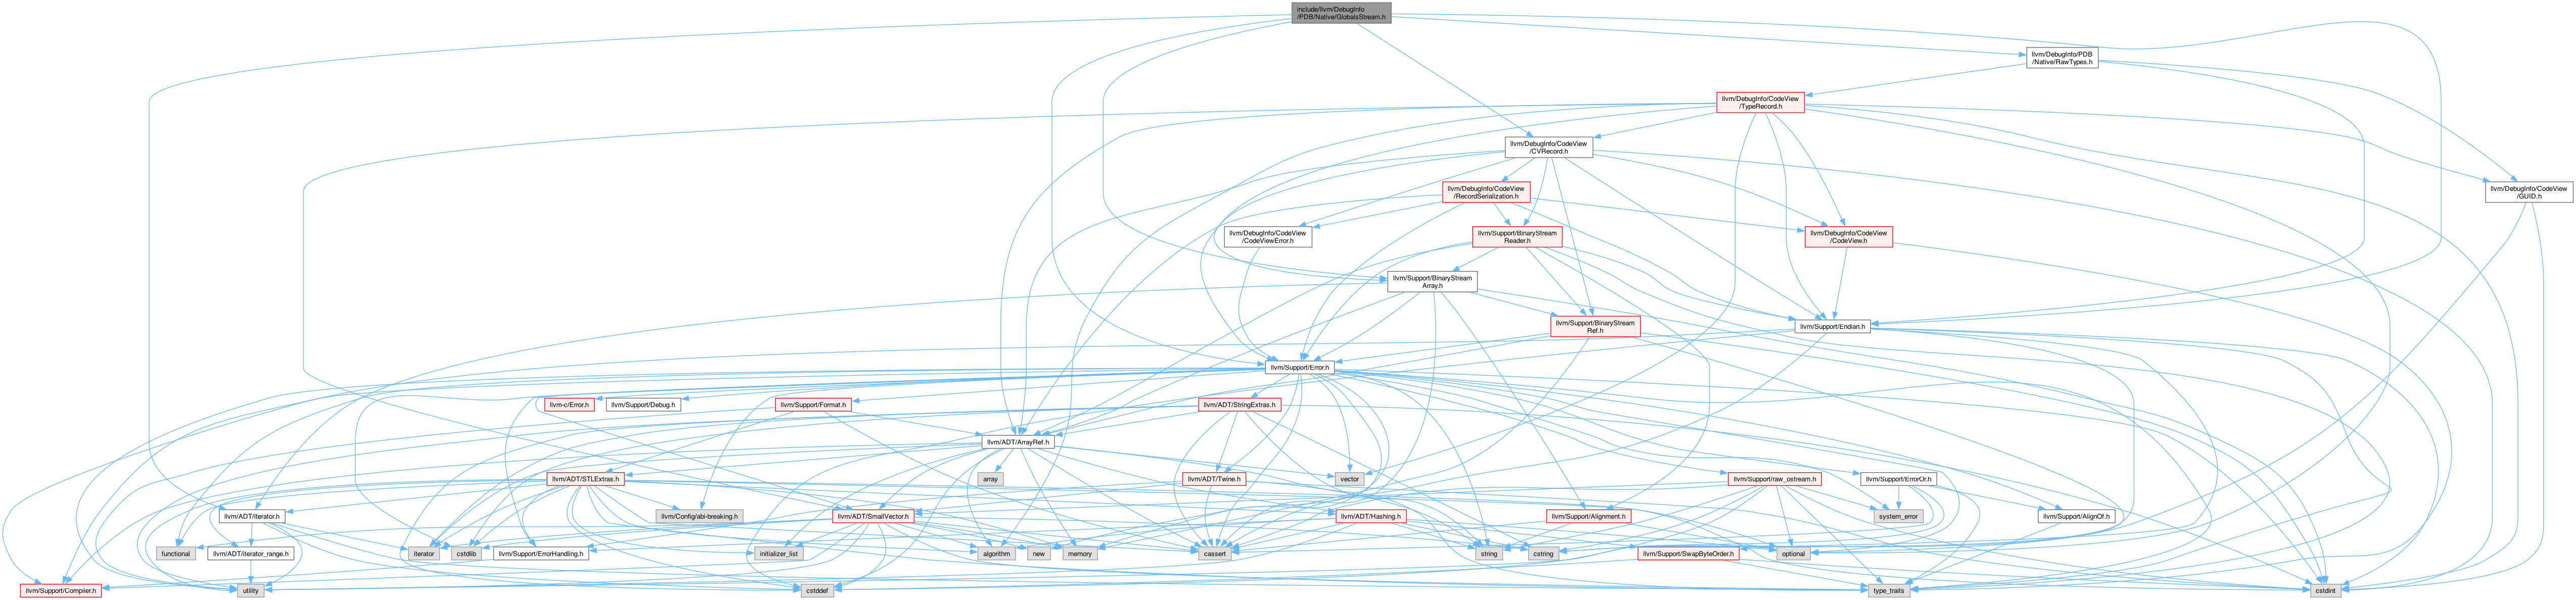 include/llvm/DebugInfo
/PDB/Native/GlobalsStream.h
llvm/DebugInfo/PDB
/Native/RawTypes.h
llvm/DebugInfo/CodeView
/TypeRecord.h
llvm/DebugInfo/CodeView
/CVRecord.h
llvm/DebugInfo/CodeView
/RecordSerialization.h
llvm/DebugInfo/CodeView
/GUID.h
llvm/DebugInfo/CodeView
/CodeViewError.h
llvm/Support/BinaryStream
Reader.h
llvm/DebugInfo/CodeView
/CodeView.h
llvm/Support/BinaryStream
Array.h
llvm/Support/BinaryStream
Ref.h
llvm/Support/Endian.h
llvm/Support/Error.h
llvm-c/Error.h
llvm/Support/Debug.h
llvm/Support/Format.h
llvm/ADT/StringExtras.h
llvm/ADT/ArrayRef.h
llvm/ADT/STLExtras.h
array
llvm/ADT/Twine.h
vector
llvm/Support/raw_ostream.h
llvm/Support/ErrorOr.h
llvm/ADT/iterator.h
llvm/Config/abi-breaking.h
llvm/ADT/SmallVector.h
llvm/ADT/Hashing.h
llvm/Support/Alignment.h
system_error
llvm/Support/AlignOf.h
functional
llvm/ADT/iterator_range.h
iterator
cstdlib
llvm/Support/ErrorHandling.h
initializer_list
algorithm
new
memory
cassert
string
cstring
llvm/Support/SwapByteOrder.h
optional
llvm/Support/Compiler.h
utility
cstddef
type_traits
cstdint